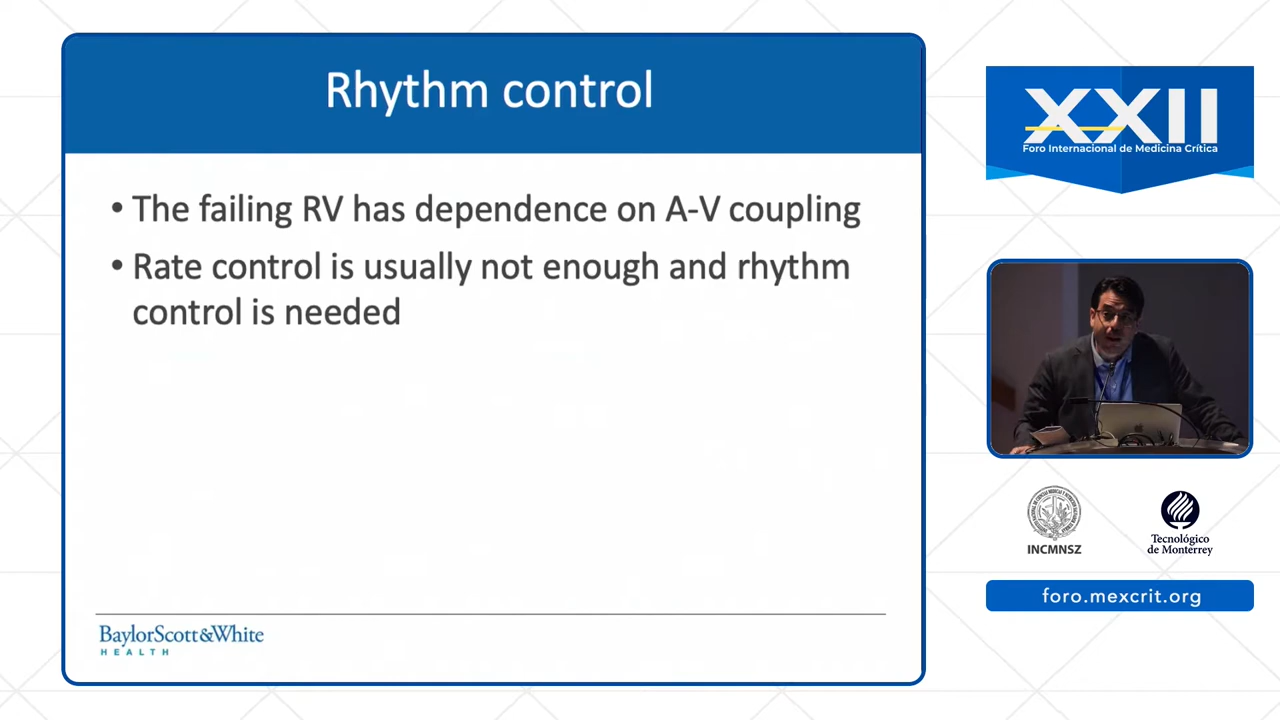 Rhythm control
• The failing RV has dependence on A-V coupling
• Rate control is usually not enough and rhythm
control is needed
BaylorScott&White
HEALTH
XXII
Foro Internacional de Medicina Crítica
INCMNSZ
Tecnológico
de Monterrey
foro.mexcrit.org